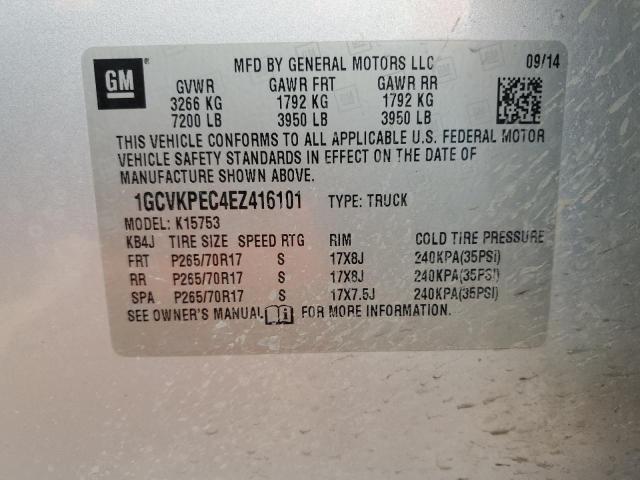 GM
MFD BY GENERAL MOTORS LLC 09/14
GVWR GAWR FRT GAWR RR
3266 KG 1792 KG 1792 KG
7200 LB 3950 LB 3950 LB
THIS VEHICLE CONFORMS TO ALL APPLICABLE U.S. FEDERAL MOTOR
VEHICLE SAFETY STANDARDS IN EFFECT ON THE DATE OF
MANUFACTURE SHOWN ABOVE.
1GCVKPEC4EZ416101 TYPE: TRUCK
MODEL: K15753
KB4J TIRE SIZE SPEED RTG RIM COLD TIRE PRESSURE
FRT P265/70R17 S 17X8J 240KPA(35PSI)
RR P265/70R17 S 17X8J 240KPA(35PSI)
SPA P265/70R17 S 17X7.5J 240KPA(35PSI)
SEE OWNER'S MANUAL FOR MORE INFORMATION.